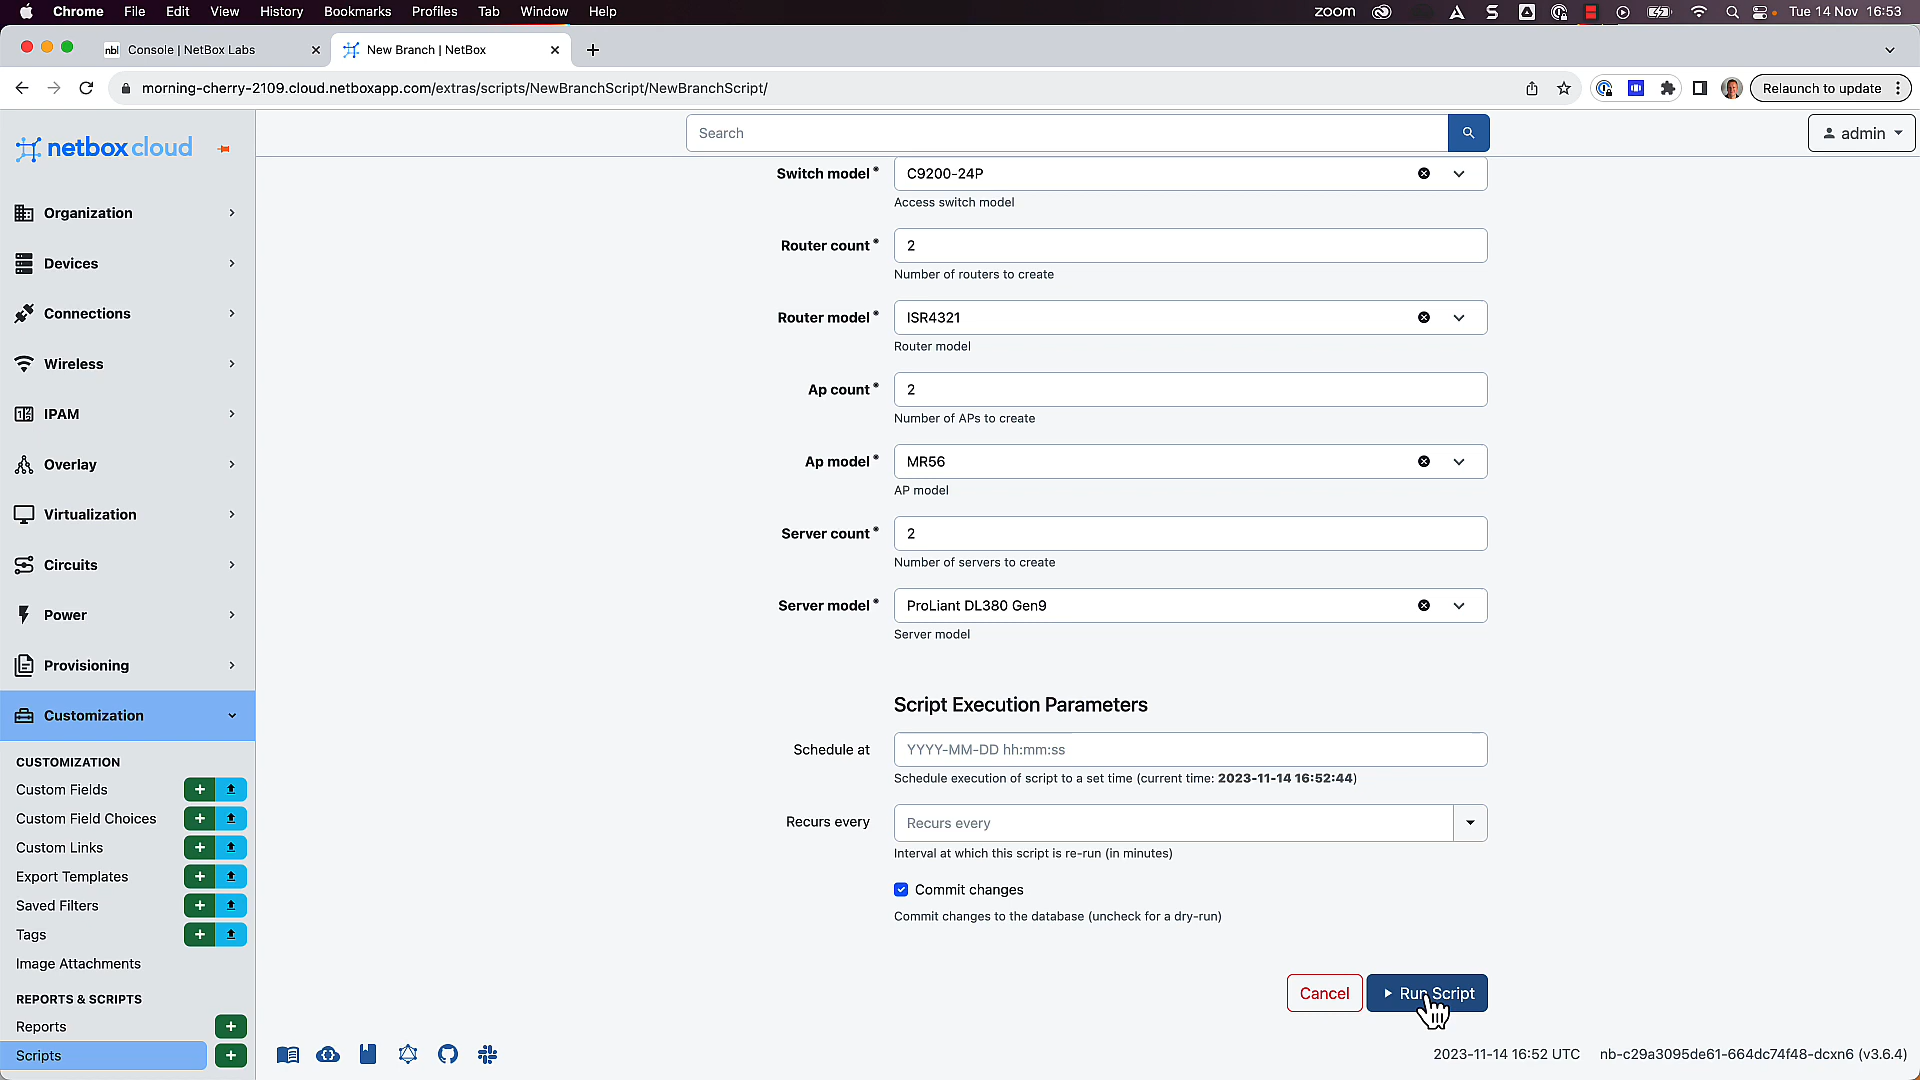 Chrome File Edit View History Bookmarks Profiles Tab Window Help zoom Tue 14 Nov 16:53
nbl Console | NetBox Labs New Branch | NetBox
morning-cherry-2109.cloud.netboxapp.com/extras/scripts/NewBranchScript/NewBranchScript/ Relaunch to update
netbox cloud
Search
admin
Organization
Devices
Connections
Wireless
IPAM
Overlay
Virtualization
Circuits
Power
Provisioning
Customization
CUSTOMIZATION
Custom Fields
Custom Field Choices
Custom Links
Export Templates
Saved Filters
Tags
Image Attachments
REPORTS & SCRIPTS
Reports
Scripts
Switch model * C9200-24P
Access switch model
Router count * 2
Number of routers to create
Router model * ISR4321
Router model
Ap count * 2
Number of APs to create
Ap model * MR56
AP model
Server count * 2
Number of servers to create
Server model * ProLiant DL380 Gen9
Server model
Script Execution Parameters
Schedule at YYYY-MM-DD hh:mm:ss
Schedule execution of script to a set time (current time: 2023-11-14 16:52:44)
Recurs every Recurs every
Interval at which this script is re-run (in minutes)
Commit changes
Commit changes to the database (uncheck for a dry-run)
Cancel Run Script
2023-11-14 16:52 UTC nb-c29a3095de61-664dc74f48-dcxn6 (v3.6.4)